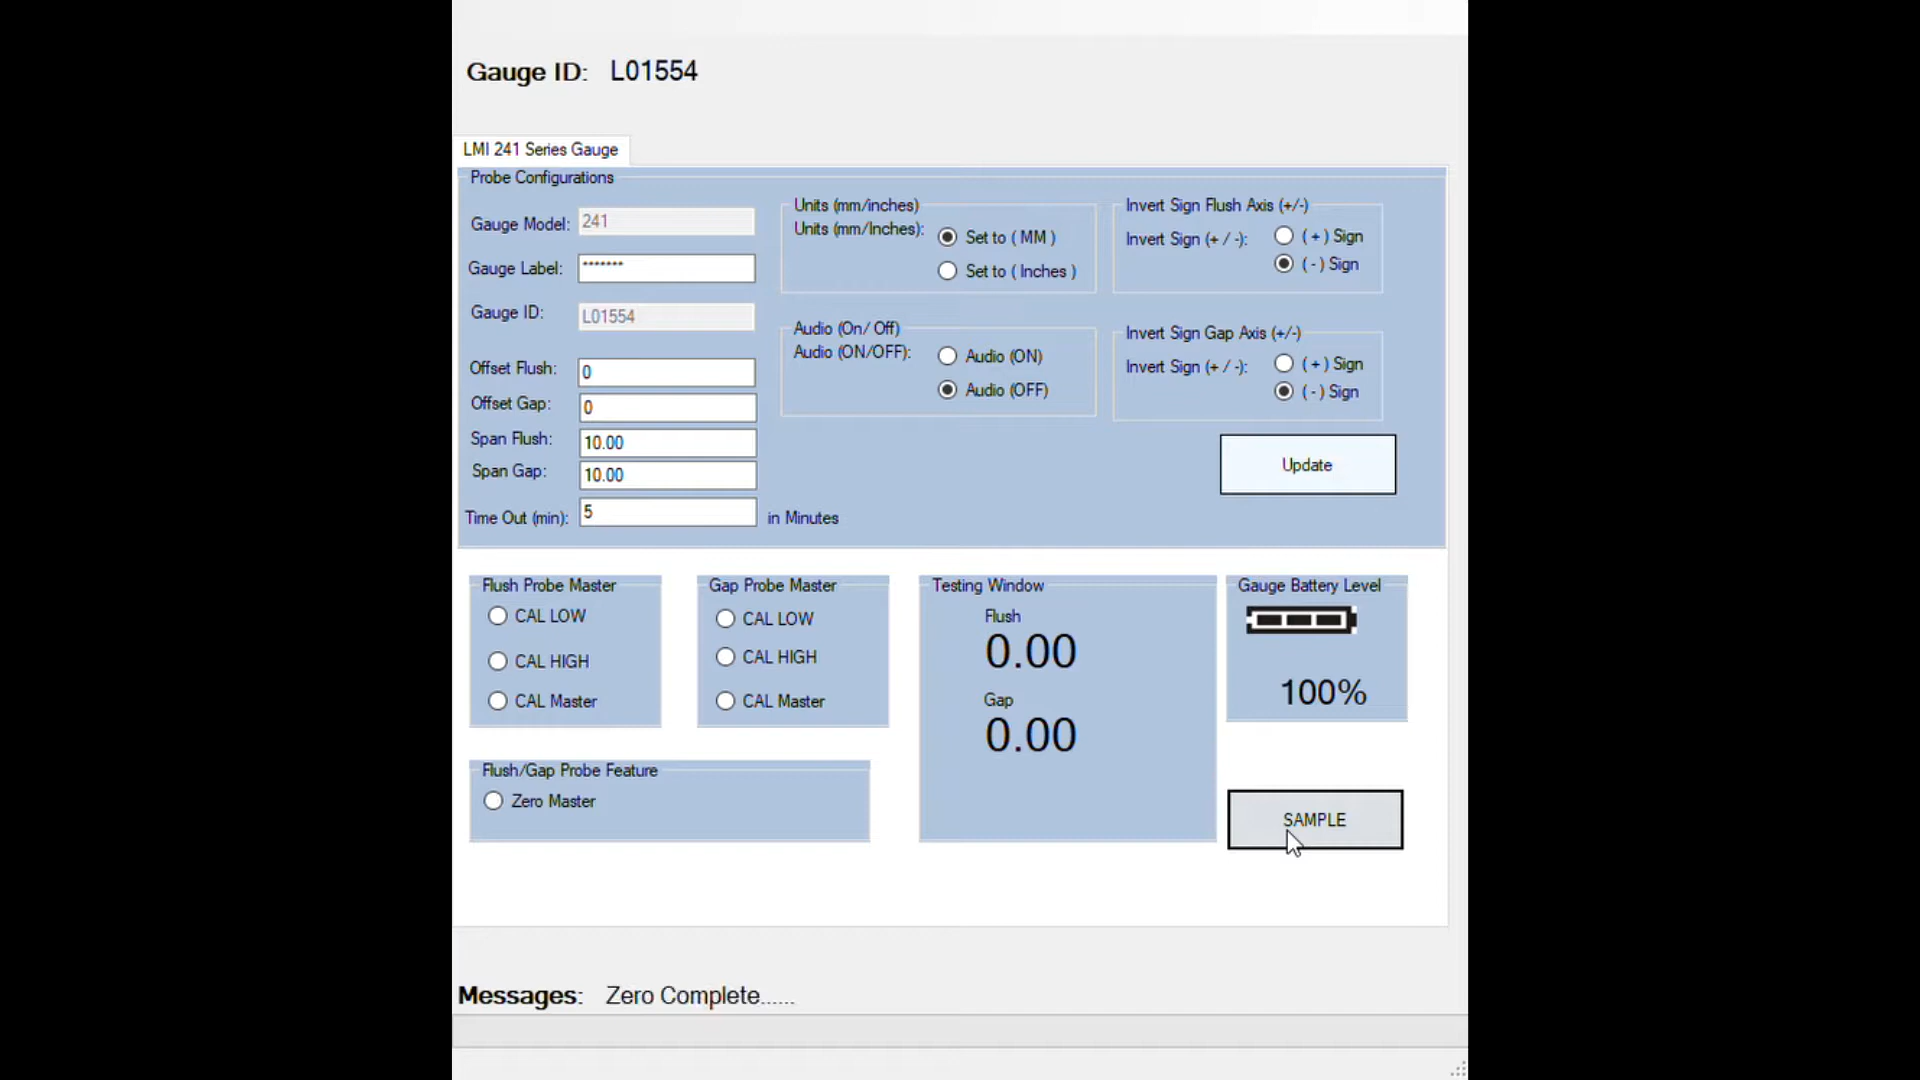 Gauge ID: L01554
LMI 241 Series Gauge
Probe Configurations
Gauge Model: 241
Gauge Label: *******
Gauge ID: L01554
Offset Flush: 0
Offset Gap: 0
Span Flush: 10.00
Span Gap: 10.00
Time Out (min): 5 in Minutes
Units (mm/inches)
Units (mm/Inches): Set to ( MM )
Set to ( Inches )
Audio (On/ Off)
Audio (ON/OFF): Audio (ON)
Audio (OFF)
Invert Sign Flush Axis (+/-)
Invert Sign (+ / -): ( + ) Sign
( - ) Sign
Invert Sign Gap Axis (+/-)
Invert Sign (+ / -): ( + ) Sign
( - ) Sign
Update
Flush Probe Master
CAL LOW
CAL HIGH
CAL Master
Gap Probe Master
CAL LOW
CAL HIGH
CAL Master
Testing Window
Flush
0.00
Gap
0.00
Gauge Battery Level
100%
Flush/Gap Probe Feature
Zero Master
SAMPLE
Messages: Zero Complete......